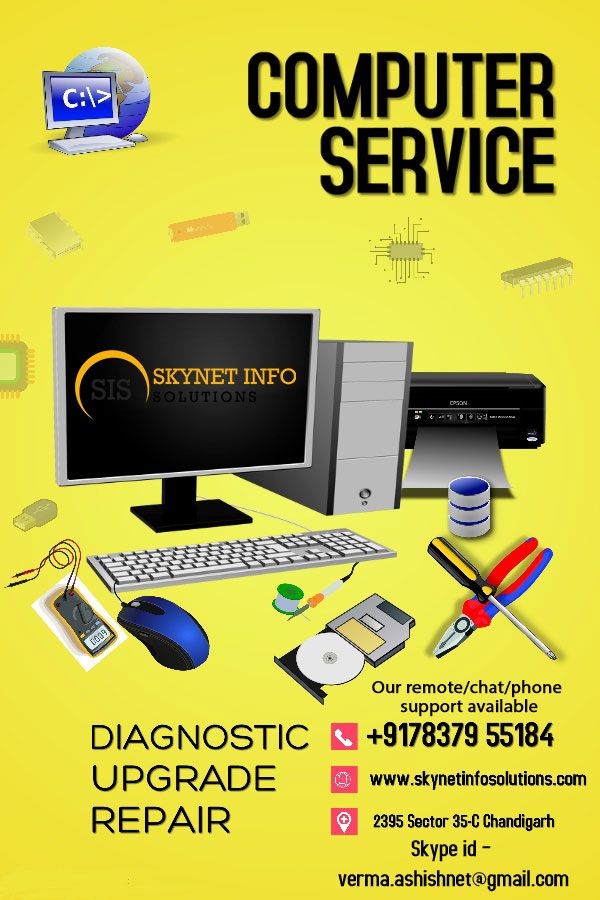 C:\>
COMPUTER
SERVICE
SIS
SKYNET INFO
SOLUTIONS
EPSON
Our remote/chat/phone
support available
DIAGNOSTIC
UPGRADE
REPAIR
+9178379 55184
www.skynetinfosolutions.com
2395 Sector 35-C Chandigarh
Skype id -
verma.ashishnet@gmail.com